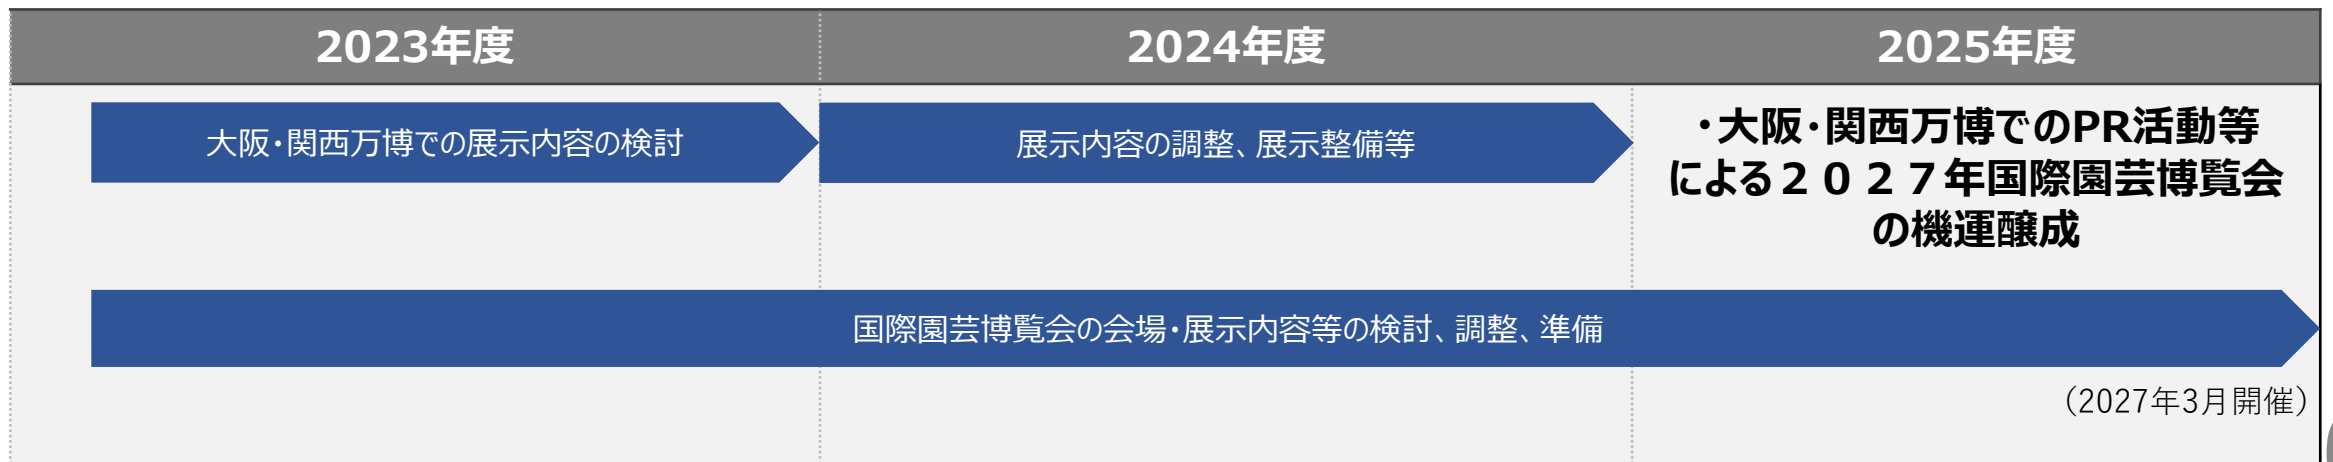 2023年度
2024年度
2025年度
大阪・関西万博での展示内容の検討
展示内容の調整、展示整備等
・大阪・関西万博でのPR活動等
による２０２７年国際園芸博覧会
の機運醸成
国際園芸博覧会の会場・展示内容等の検討、調整、準備
（2027年3月開催）